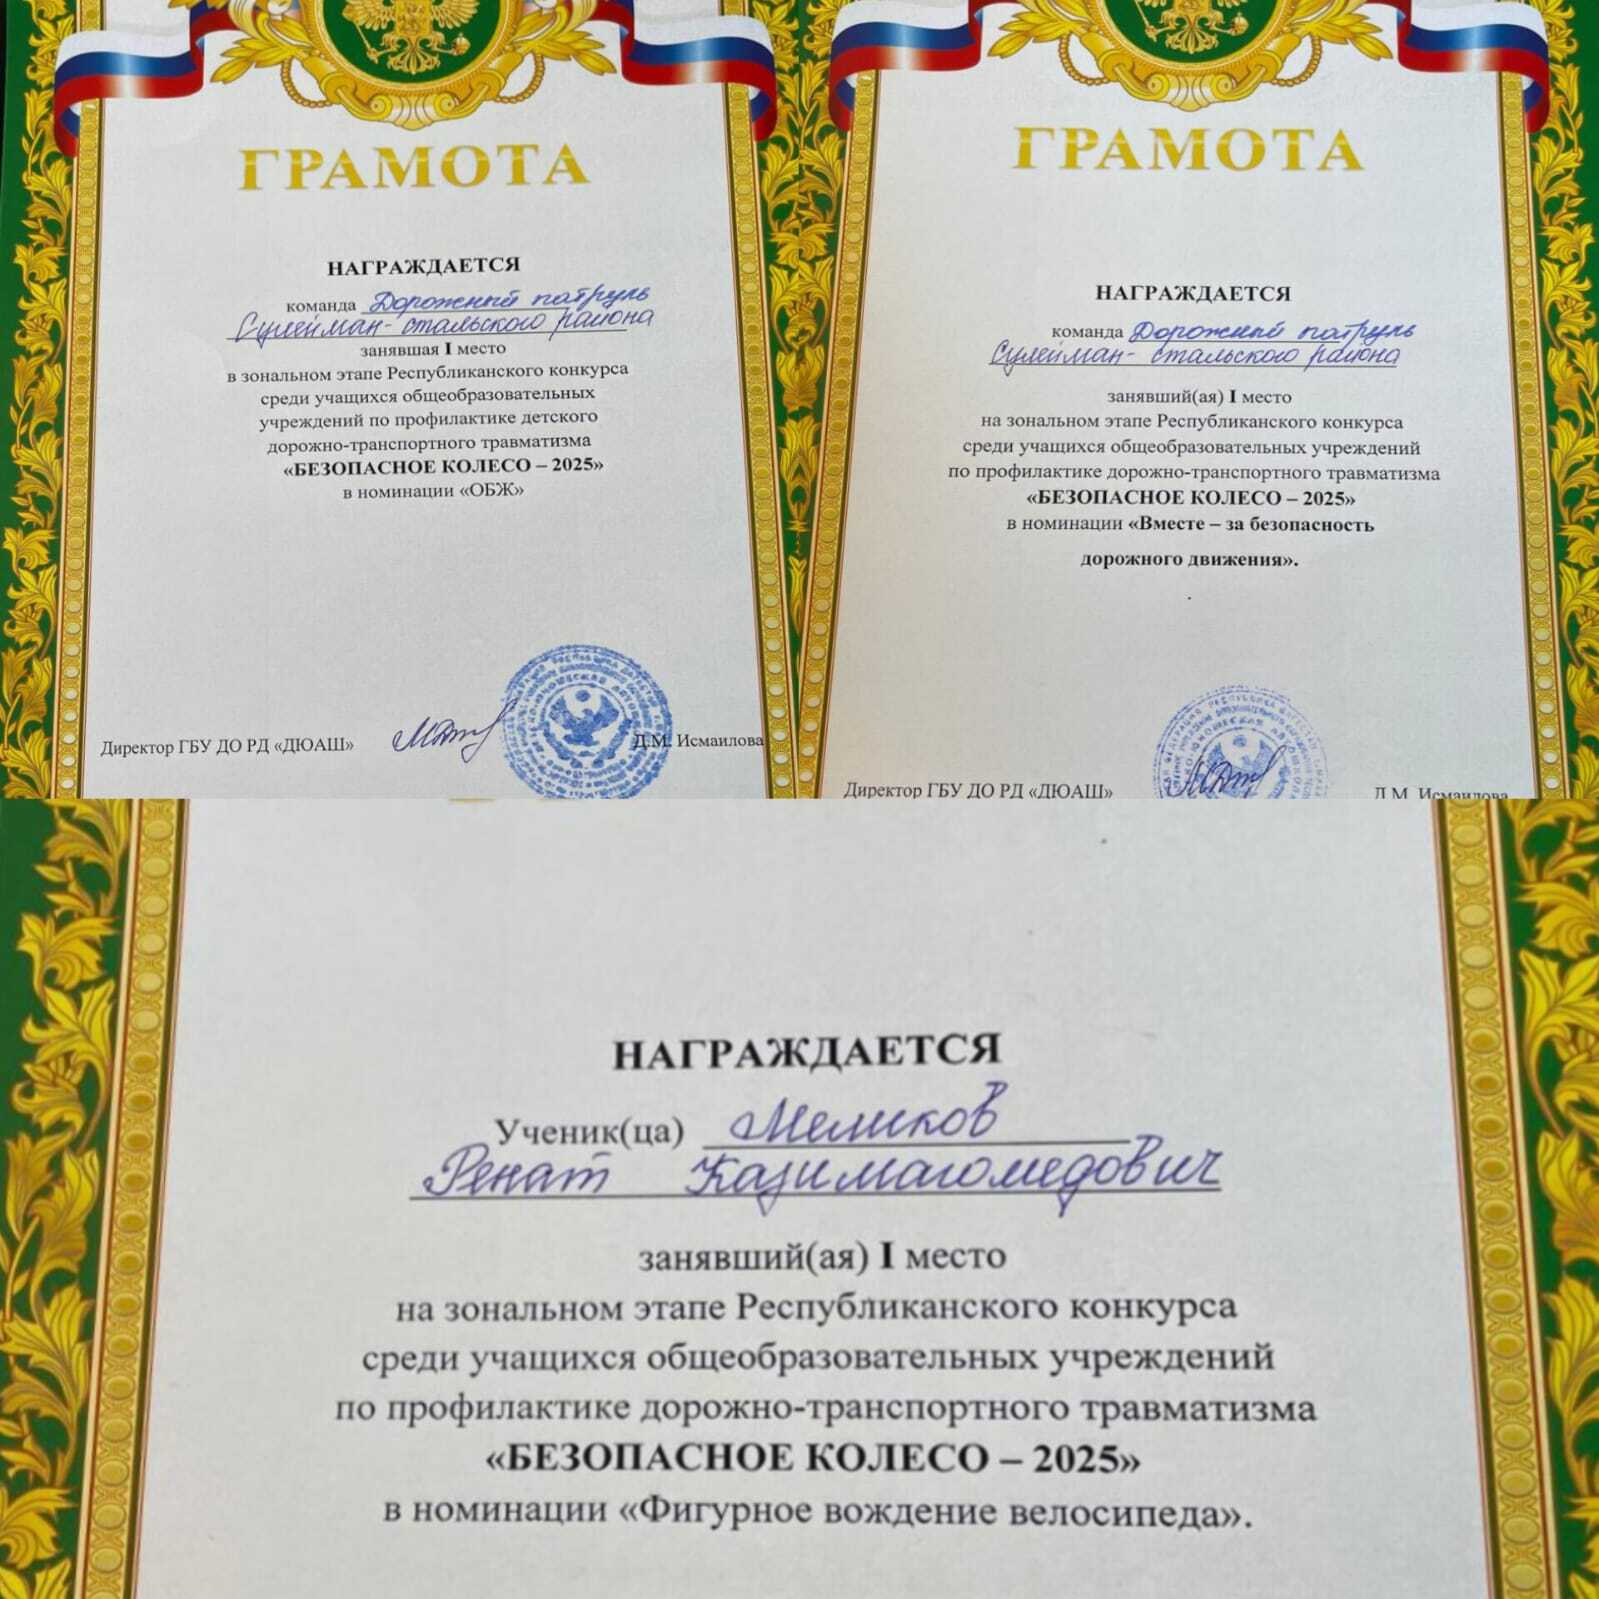 ГРАМОТА
НАГРАЖДАЕТСЯ
команда Дорожный патруль
Сулейман-стальского района
занявшая I место
в зональном этапе Республиканского конкурса
среди учащихся общеобразовательных
учреждений по профилактике детского
дорожно-транспортного травматизма
«БЕЗОПАСНОЕ КОЛЕСО – 2025»
в номинации «ОБЖ»
Директор ГБУ ДО РД «ДЮАШ» Д.М. Исмаилова
ГРАМОТА
НАГРАЖДАЕТСЯ
команда Дорожный патруль
Сулейман-стальского района
занявший(ая) I место
на зональном этапе Республиканского конкурса
среди учащихся общеобразовательных учреждений
по профилактике дорожно-транспортного травматизма
«БЕЗОПАСНОЕ КОЛЕСО – 2025»
в номинации «Вместе – за безопасность
дорожного движения».
Директор ГБУ ДО РД «ДЮАШ» Д.М. Исмаилова
НАГРАЖДАЕТСЯ
Ученик(ца) Меликов
Ренат Казимагомедович
занявший(ая) I место
на зональном этапе Республиканского конкурса
среди учащихся общеобразовательных учреждений
по профилактике дорожно-транспортного травматизма
«БЕЗОПАСНОЕ КОЛЕСО – 2025»
в номинации «Фигурное вождение велосипеда».